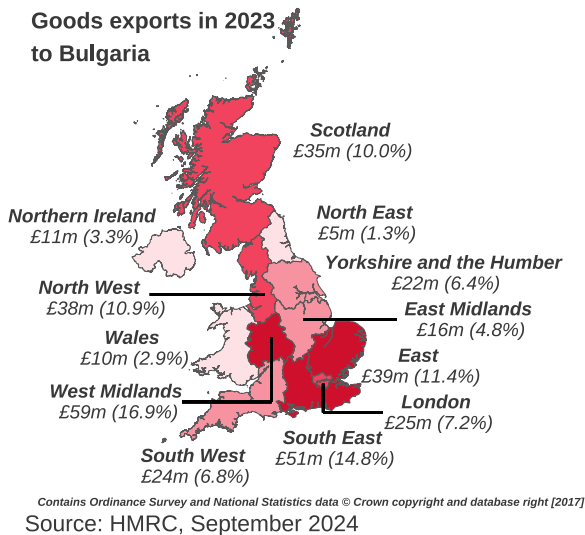 Goods exports in 2023
to Bulgaria
Scotland
£35m (10.0%)
Northern Ireland
£11m (3.3%)
North East
£5m (1.3%)
Yorkshire and the Humber
£22m (6.4%)
North West
£38m (10.9%)
East Midlands
£16m (4.8%)
Wales
£10m (2.9%)
East
£39m (11.4%)
West Midlands
£59m (16.9%)
London
£25m (7.2%)
South East
£51m (14.8%)
South West
£24m (6.8%)
Contains Ordinance Survey and National Statistics data © Crown copyright and database right [2017]
Source: HMRC, September 2024